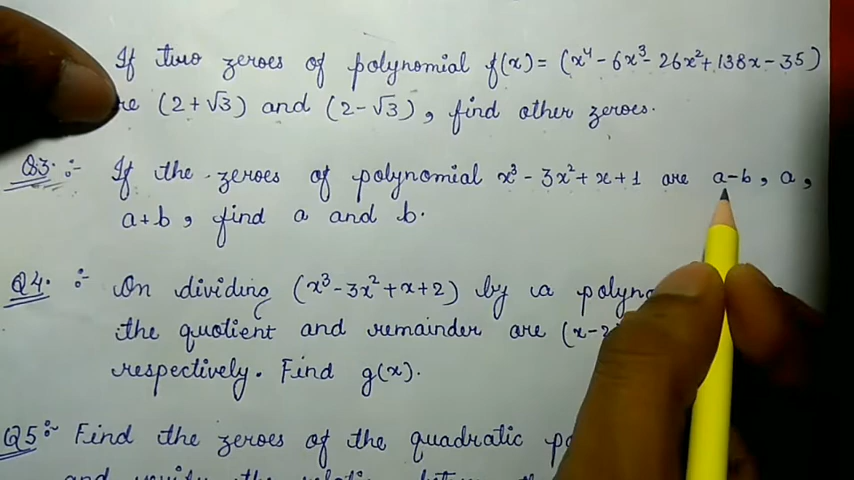 If two zeroes of polynomial f(x) = (x⁴ - 6x³ - 26x² + 138x - 35)
(2 + √3) and (2 - √3), find other zeroes.
Q3:- If the zeroes of polynomial x³ - 3x² + x + 1 are a-b, a,
a+b, find a and b.
Q4:- On dividing (x³ - 3x² + x + 2) by a
the quotient and remainder are
respectively. Find g(x).
Q5:- Find the zeroes of the quadratic